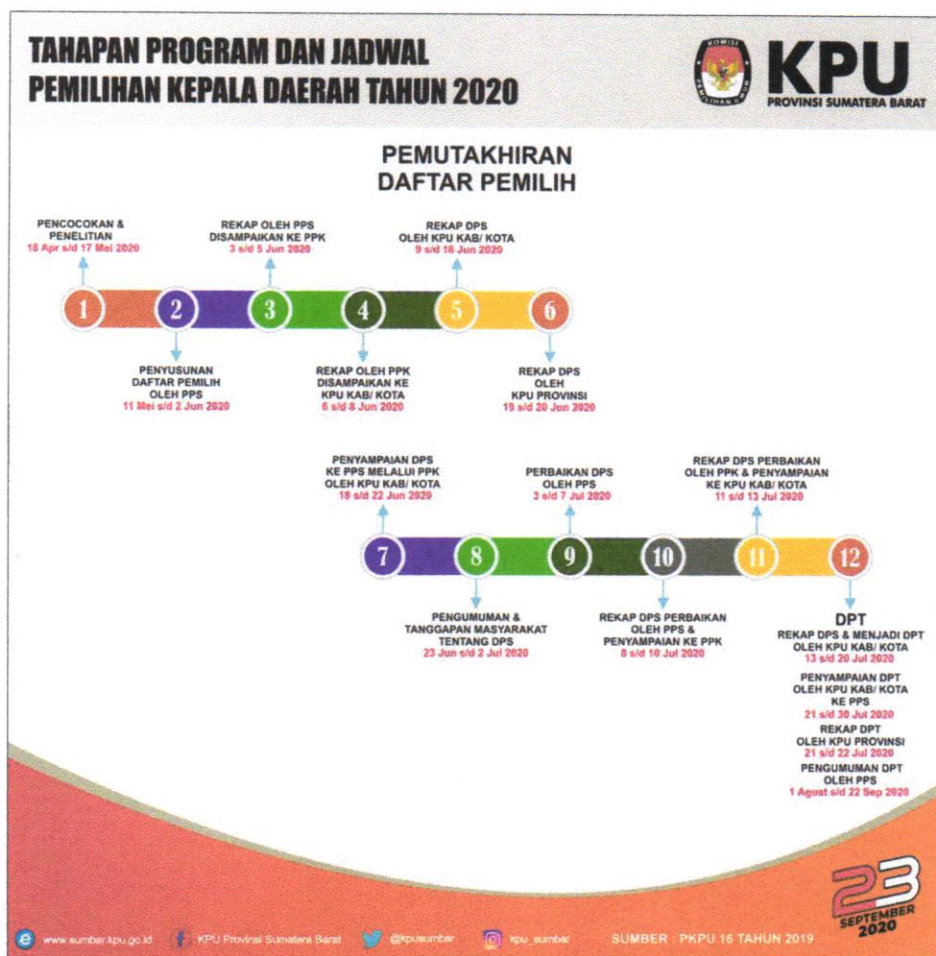 TAHAPAN PROGRAM DAN JADWAL
PEMILIHAN KEPALA DAERAH TAHUN 2020
KOMISI
PEMILIHAN UMUM
KPU
PROVINSI SUMATERA BARAT
PEMUTAKHIRAN
DAFTAR PEMILIH
PENCOCOKAN &
PENELITIAN
18 Apr s/d 17 Mei 2020
REKAP OLEH PPS
DISAMPAIKAN KE PPK
3 s/d 5 Jun 2020
REKAP DPS
OLEH KPU KAB/ KOTA
9 s/d 16 Jun 2020
1
2
3
4
5
6
PENYUSUNAN
DAFTAR PEMILIH
OLEH PPS
11 Mei s/d 2 Jun 2020
REKAP OLEH PPK
DISAMPAIKAN KE
KPU KAB/ KOTA
6 s/d 8 Jun 2020
REKAP DPS
OLEH
KPU PROVINSI
19 s/d 20 Jun 2020
PENYAMPAIAN DPS
KE PPS MELALUI PPK
OLEH KPU KAB/ KOTA
18 s/d 22 Jun 2020
PERBAIKAN DPS
OLEH PPS
3 s/d 7 Jul 2020
REKAP DPS PERBAIKAN
OLEH PPK & PENYAMPAIAN
KE KPU KAB/ KOTA
11 s/d 13 Jul 2020
7
8
9
10
11
12
PENGUMUMAN &
TANGGAPAN MASYARAKAT
TENTANG DPS
23 Jun s/d 2 Jul 2020
REKAP DPS PERBAIKAN
OLEH PPS &
PENYAMPAIAN KE PPK
8 s/d 10 Jul 2020
DPT
REKAP DPS & MENJADI DPT
OLEH KPU KAB/ KOTA
13 s/d 20 Jul 2020
PENYAMPAIAN DPT
OLEH KPU KAB/ KOTA
KE PPS
21 s/d 30 Jul 2020
REKAP DPT
OLEH KPU PROVINSI
21 s/d 22 Jul 2020
PENGUMUMAN DPT
OLEH PPS
1 Agust s/d 22 Sep 2020
23
SEPTEMBER
2020
www.sumbar.kpu.go.id
KPU Provinsi Sumatera Barat
@kpusumbar
kpu_sumbar
SUMBER : PKPU 16 TAHUN 2019